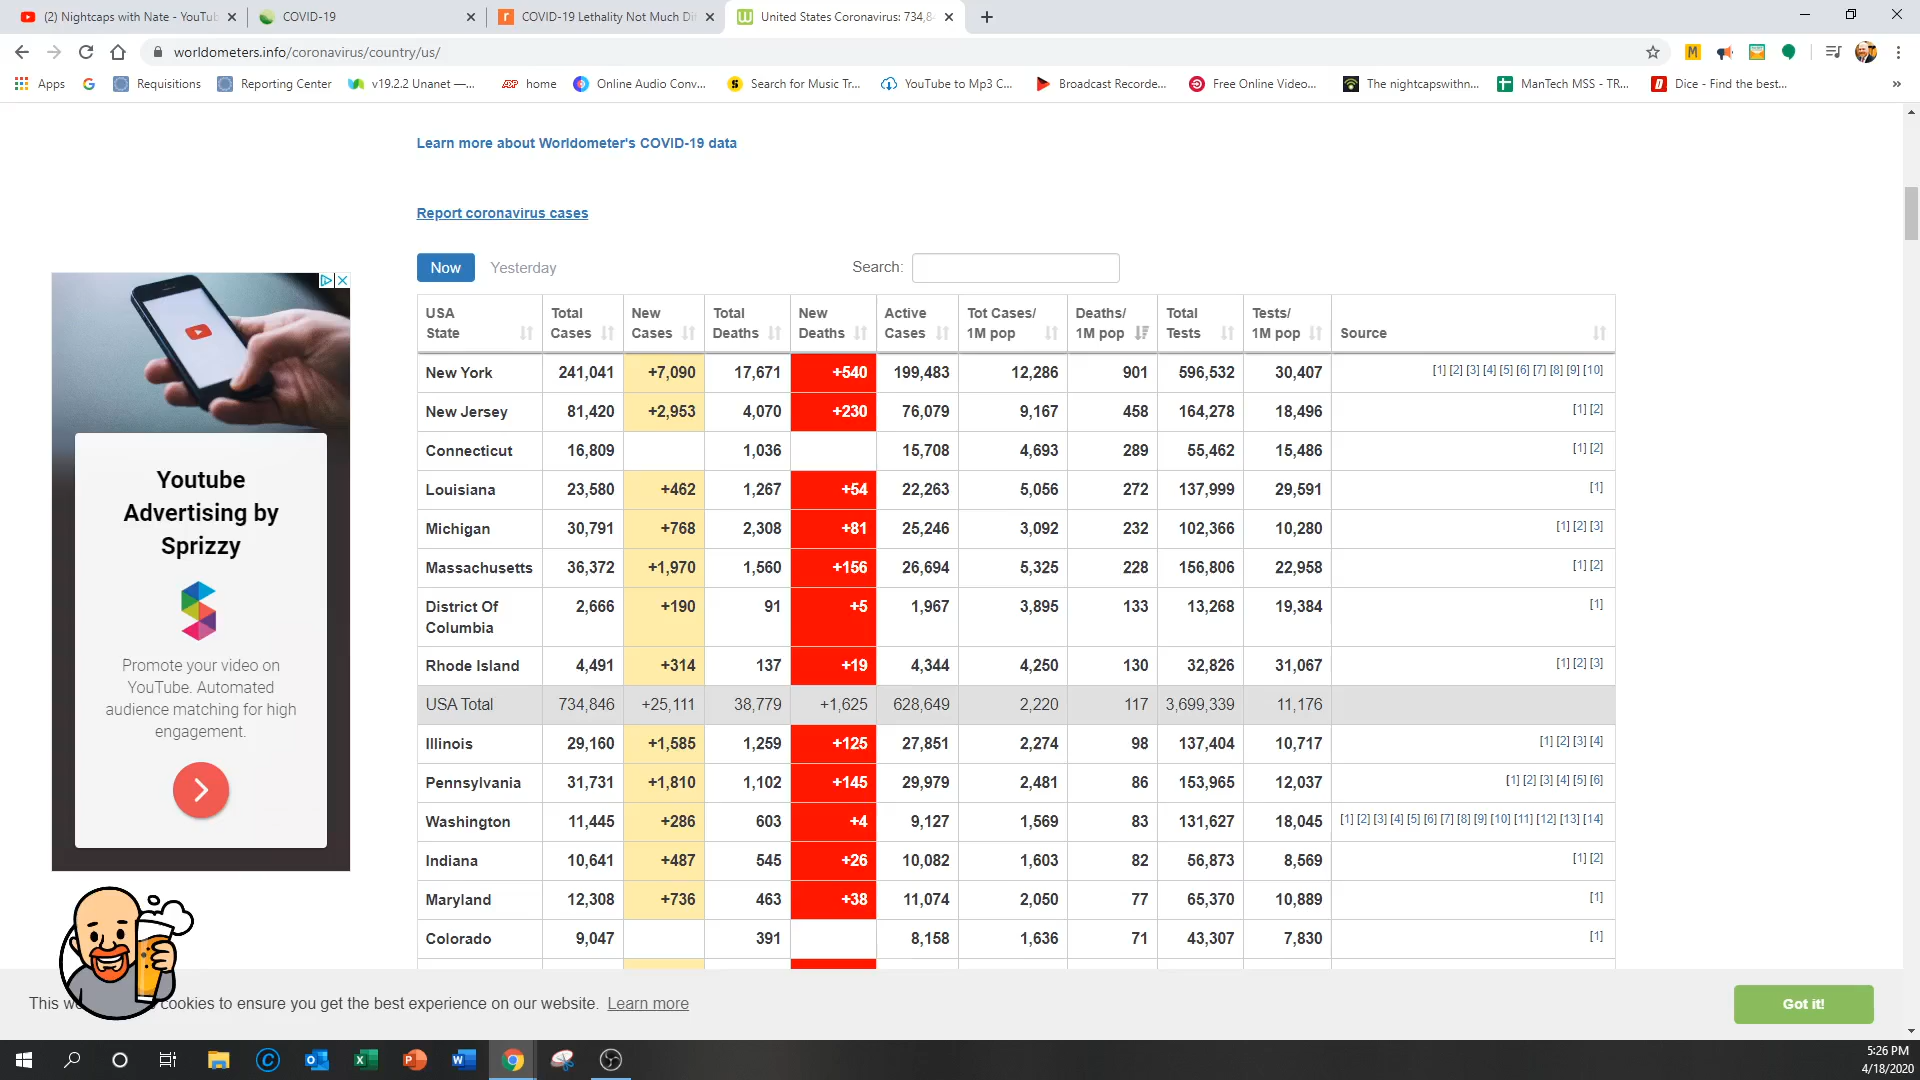 (2) Nightcaps with Nate - YouTub
COVID-19
COVID-19 Lethality Not Much Di
United States Coronavirus: 734,8
worldometers.info/coronavirus/country/us/
Apps
Requisitions
Reporting Center
v19.2.2 Unanet —...
home
Online Audio Conv...
Search for Music Tr...
YouTube to Mp3 C...
Broadcast Recorde...
Free Online Video...
The nightcapswithn...
ManTech MSS - TR...
Dice - Find the best...
Learn more about Worldometer's COVID-19 data
Report coronavirus cases
Now Yesterday Search:
USA State Total Cases New Cases Total Deaths New Deaths Active Cases Tot Cases/ 1M pop Deaths/ 1M pop Total Tests Tests/ 1M pop Source
New York 241,041 +7,090 17,671 +540 199,483 12,286 901 596,532 30,407 [1] [2] [3] [4] [5] [6] [7] [8] [9] [10]
New Jersey 81,420 +2,953 4,070 +230 76,079 9,167 458 164,278 18,496 [1] [2]
Connecticut 16,809 1,036 15,708 4,693 289 55,462 15,486 [1] [2]
Louisiana 23,580 +462 1,267 +54 22,263 5,056 272 137,999 29,591 [1]
Michigan 30,791 +768 2,308 +81 25,246 3,092 232 102,366 10,280 [1] [2] [3]
Massachusetts 36,372 +1,970 1,560 +156 26,694 5,325 228 156,806 22,958 [1] [2]
District Of Columbia 2,666 +190 91 +5 1,967 3,895 133 13,268 19,384 [1]
Rhode Island 4,491 +314 137 +19 4,344 4,250 130 32,826 31,067 [1] [2] [3]
USA Total 734,846 +25,111 38,779 +1,625 628,649 2,220 117 3,699,339 11,176
Illinois 29,160 +1,585 1,259 +125 27,851 2,274 98 137,404 10,717 [1] [2] [3] [4]
Pennsylvania 31,731 +1,810 1,102 +145 29,979 2,481 86 153,965 12,037 [1] [2] [3] [4] [5] [6]
Washington 11,445 +286 603 +4 9,127 1,569 83 131,627 18,045 [1] [2] [3] [4] [5] [6] [7] [8] [9] [10] [11] [12] [13] [14]
Indiana 10,641 +487 545 +26 10,082 1,603 82 56,873 8,569 [1] [2]
Maryland 12,308 +736 463 +38 11,074 2,050 77 65,370 10,889 [1]
Colorado 9,047 391 8,158 1,636 71 43,307 7,830 [1]
Youtube
Advertising by
Sprizzy
Promote your video on
YouTube. Automated
audience matching for high
engagement.
This we cookies to ensure you get the best experience on our website. Learn more
Got it!
5:26 PM
4/18/2020